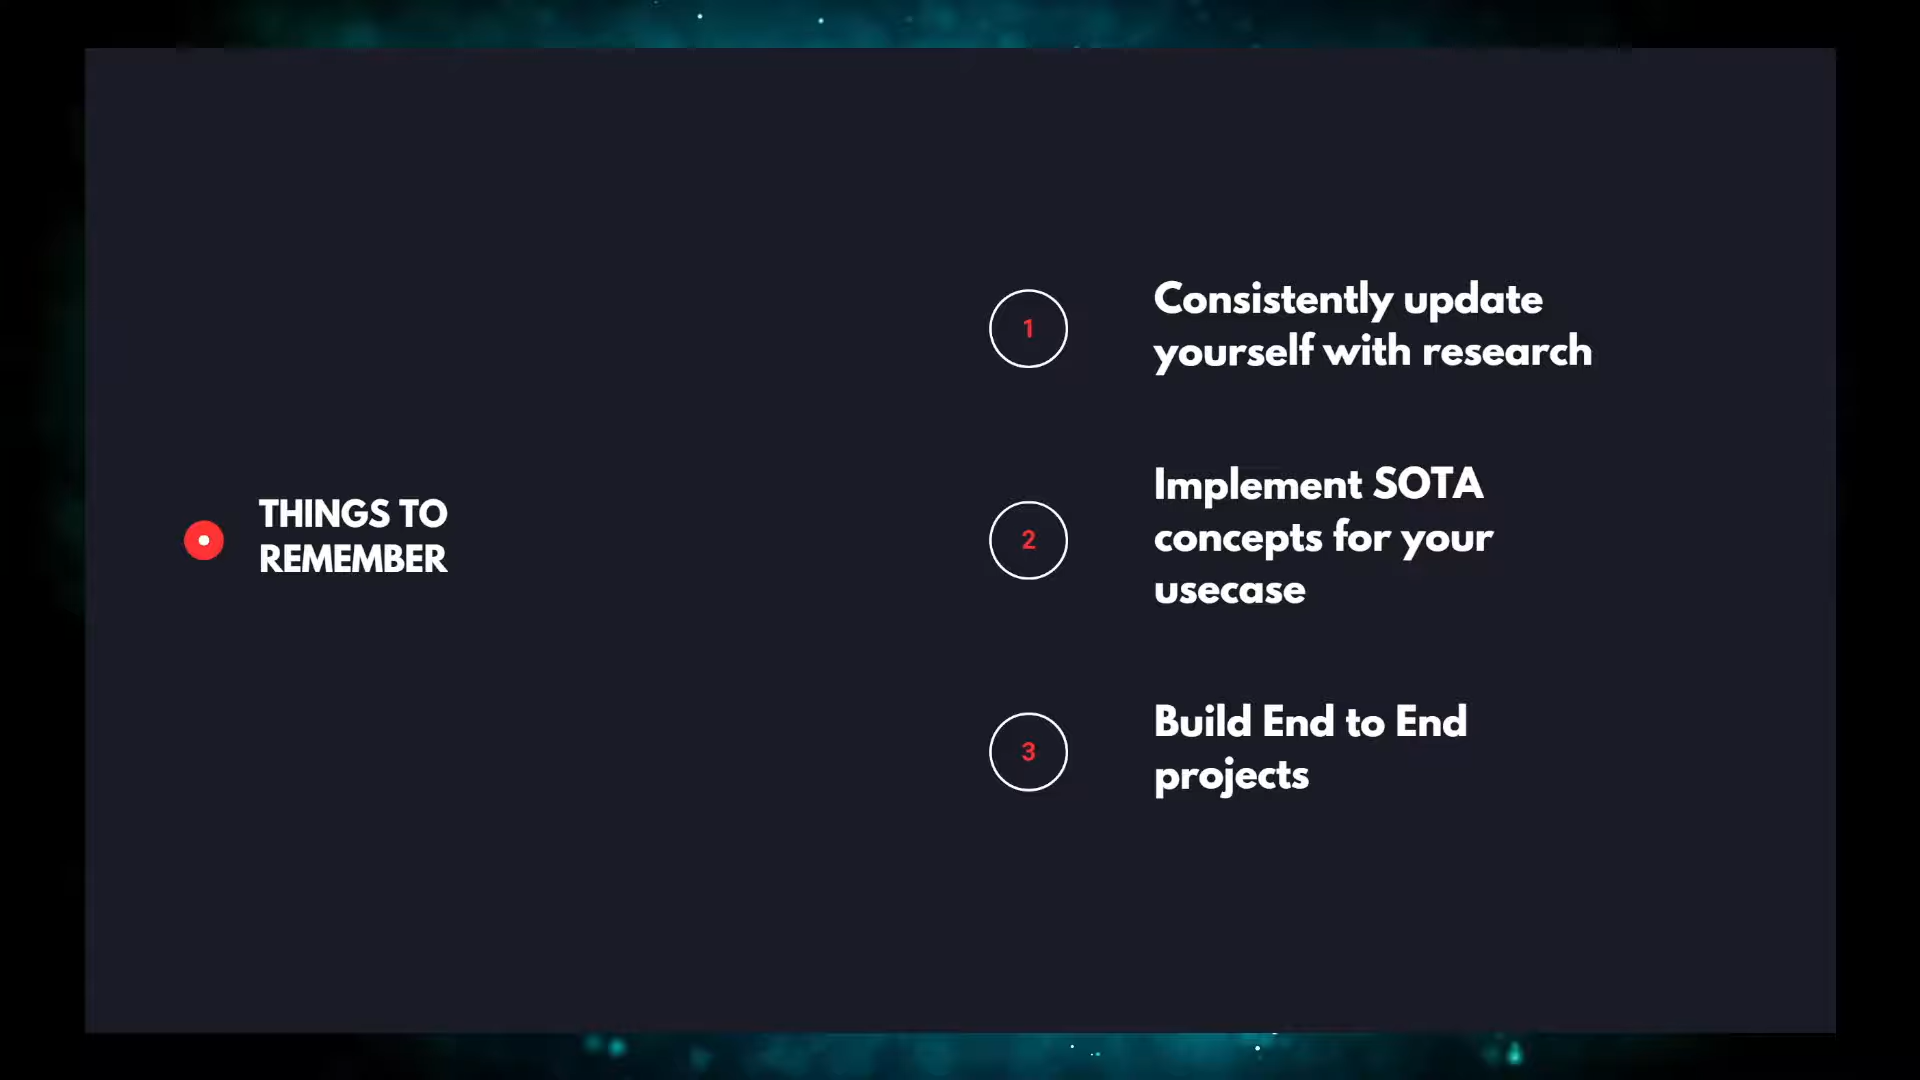 THINGS TO
REMEMBER
1
Consistently update
yourself with research
2
Implement SOTA
concepts for your
usecase
3
Build End to End
projects